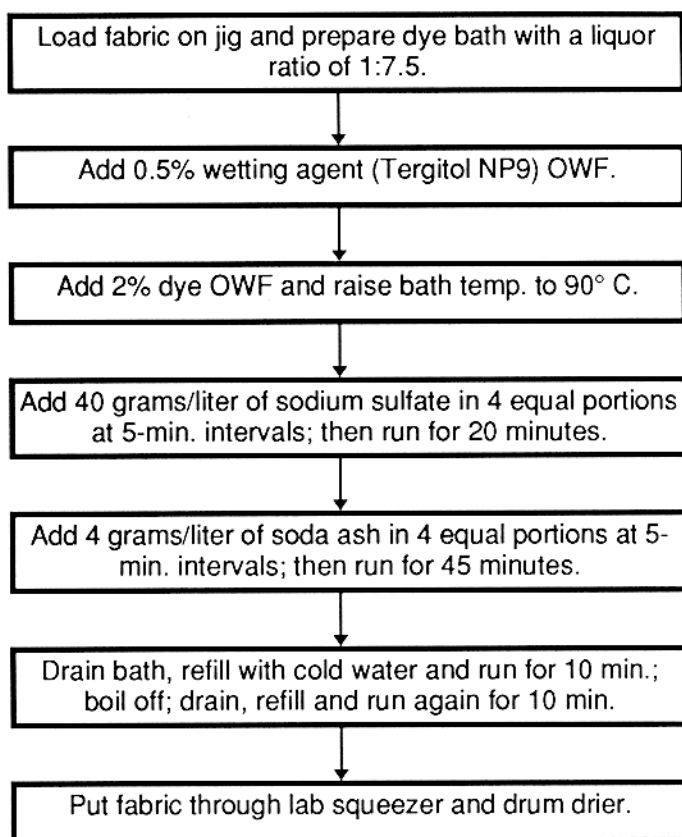 Load fabric on jig and prepare dye bath with a liquor
ratio of 1:7.5.
Add 0.5% wetting agent (Tergitol NP9) OWF.
Add 2% dye OWF and raise bath temp. to 90° C.
Add 40 grams/liter of sodium sulfate in 4 equal portions
at 5-min. intervals; then run for 20 minutes.
Add 4 grams/liter of soda ash in 4 equal portions at 5-
min. intervals; then run for 45 minutes.
Drain bath, refill with cold water and run for 10 min.;
boil off; drain, refill and run again for 10 min.
Put fabric through lab squeezer and drum drier.